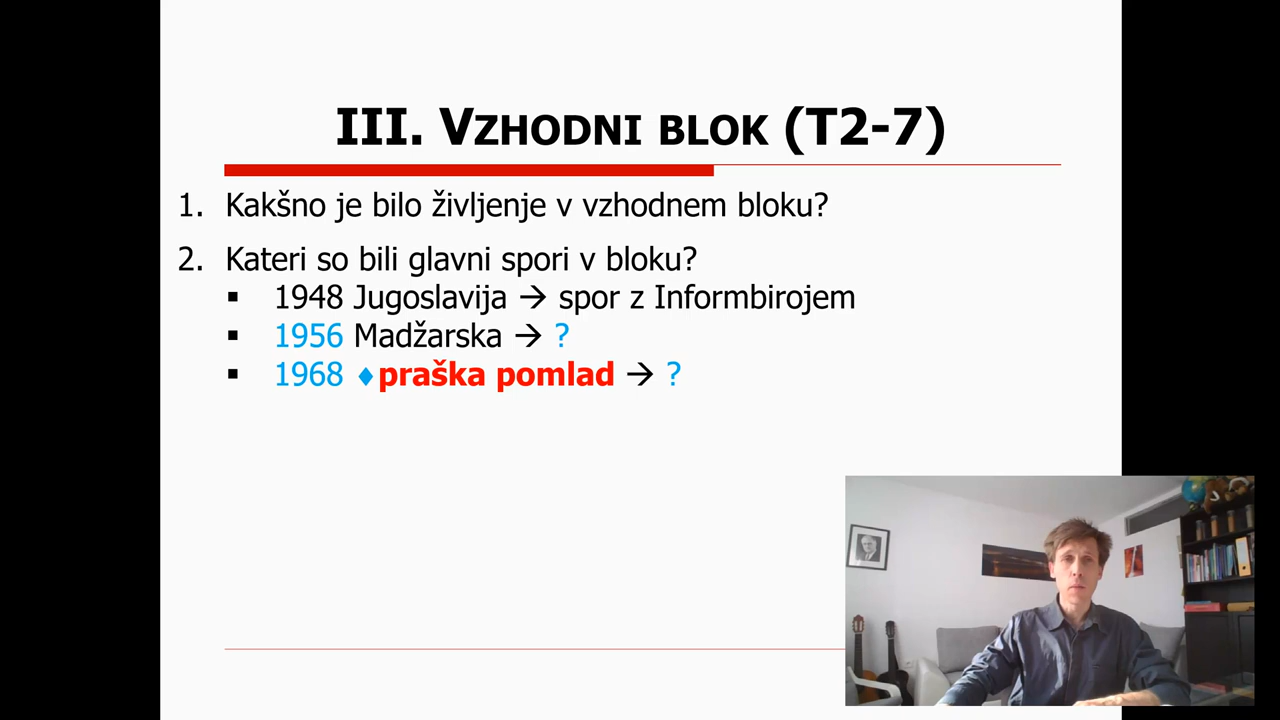 III. VZHODNI BLOK (T2-7)
1. Kakšno je bilo življenje v vzhodnem bloku?
2. Kateri so bili glavni spori v bloku?
▪ 1948 Jugoslavija → spor z Informbirojem
▪ 1956 Madžarska → ?
▪ 1968 ♦praška pomlad → ?